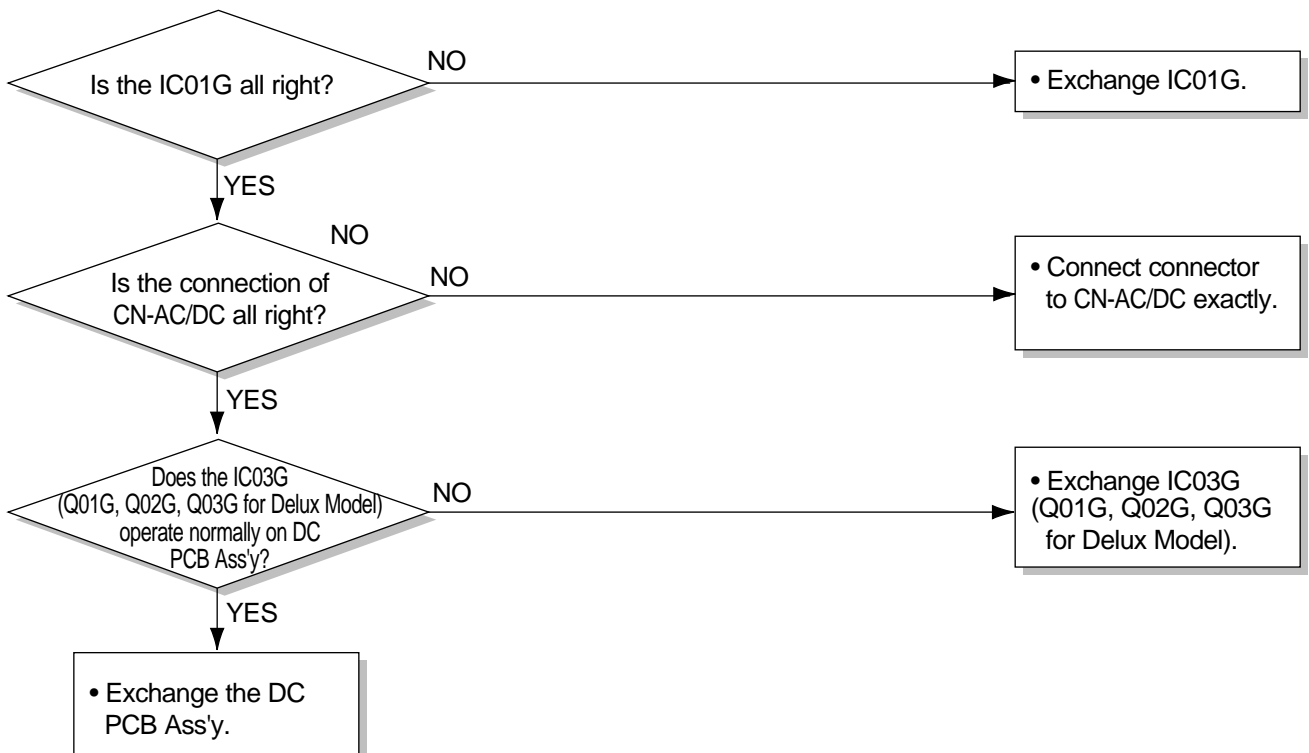 Is the IC01G all right?
NO
• Exchange IC01G.
YES
NO
Is the connection of
CN-AC/DC all right?
NO
• Connect connector
to CN-AC/DC exactly.
YES
Does the IC03G
(Q01G, Q02G, Q03G for Delux Model)
operate normally on DC
PCB Ass'y?
NO
• Exchange IC03G
(Q01G, Q02G, Q03G
for Delux Model).
YES
• Exchange the DC
PCB Ass'y.